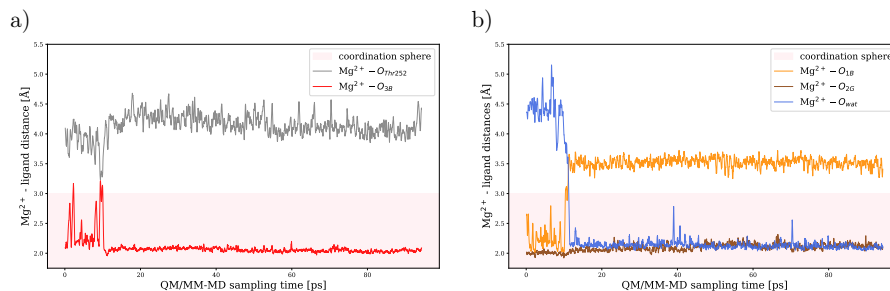 a)
5.5
5.0
4.5
4.0
3.5
3.0
2.5
2.0
Mg²⁺ - ligand distance [Å]
0
20
40
60
80
QM/MM-MD sampling time [ps]
coordination sphere
Mg²⁺ − O_Thr252
Mg²⁺ − O_3B
b)
5.5
5.0
4.5
4.0
3.5
3.0
2.5
2.0
Mg²⁺ - ligand distances [Å]
0
20
40
60
80
QM/MM-MD sampling time [ps]
coordination sphere
Mg²⁺ − O_1B
Mg²⁺ − O_2G
Mg²⁺ − O_wat